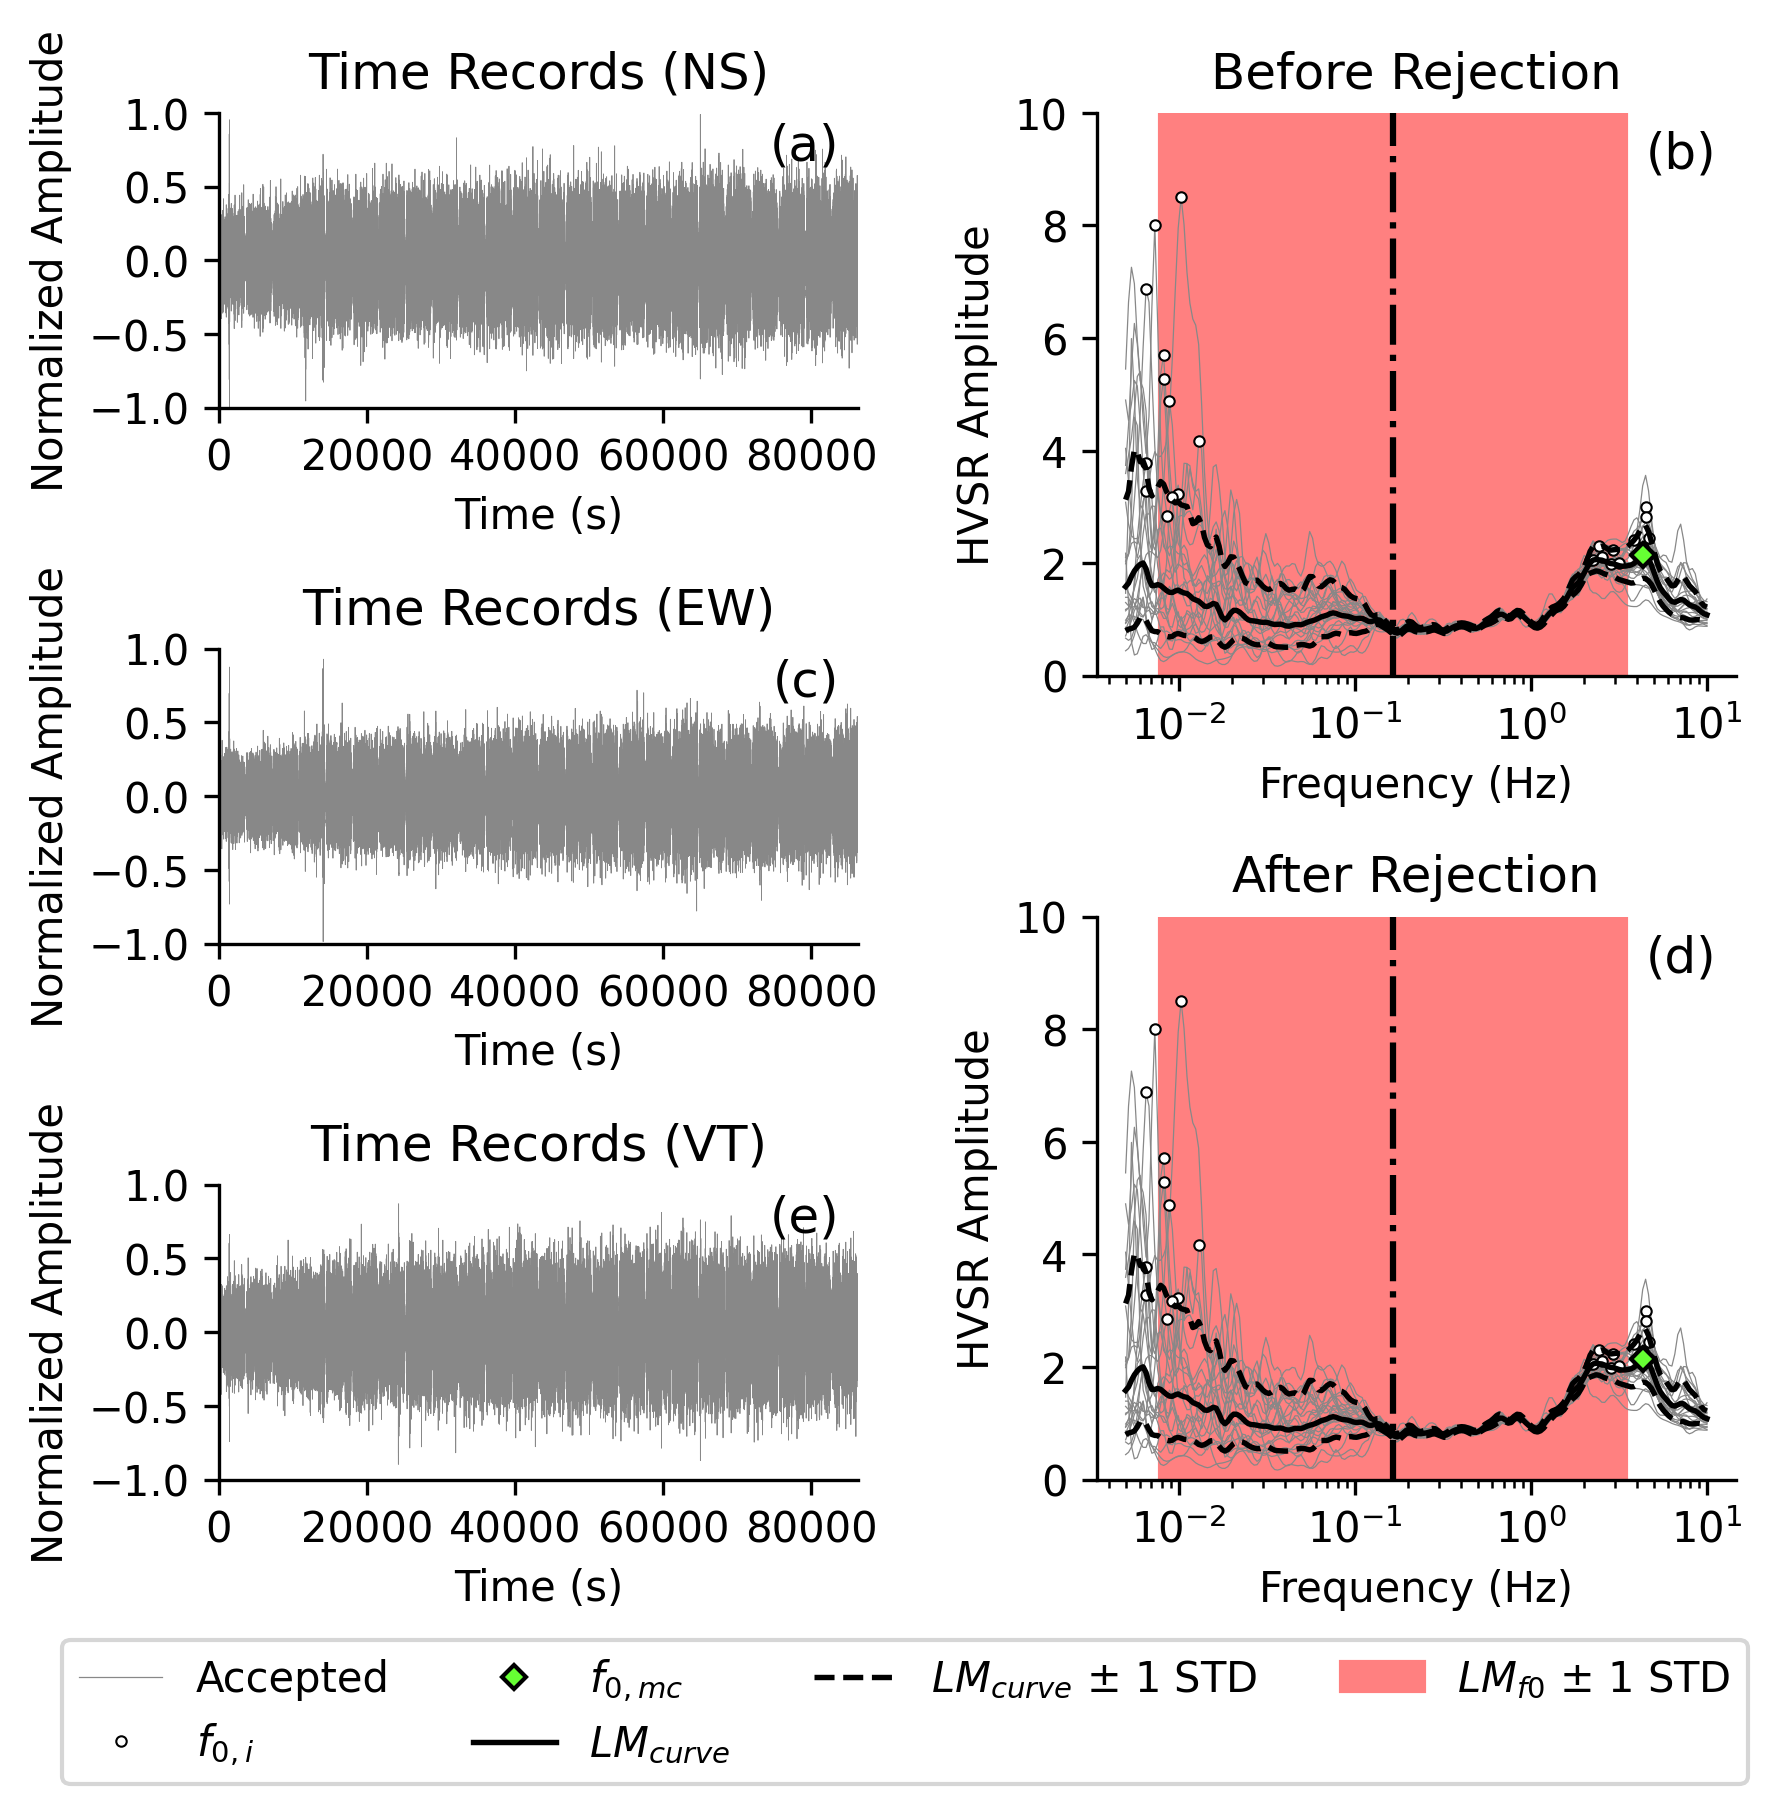 Time Records (NS)
(a)
Normalized Amplitude
1.0
0.5
0.0
−0.5
−1.0
0 20000 40000 60000 80000
Time (s)
Before Rejection
(b)
HVSR Amplitude
10
8
6
4
2
0
10⁻² 10⁻¹ 10⁰ 10¹
Frequency (Hz)
Time Records (EW)
(c)
Normalized Amplitude
1.0
0.5
0.0
−0.5
−1.0
0 20000 40000 60000 80000
Time (s)
After Rejection
(d)
HVSR Amplitude
10
8
6
4
2
0
10⁻² 10⁻¹ 10⁰ 10¹
Frequency (Hz)
Time Records (VT)
(e)
Normalized Amplitude
1.0
0.5
0.0
−0.5
−1.0
0 20000 40000 60000 80000
Time (s)
Accepted
f0,i
f0,mc
LMcurve
LMcurve ± 1 STD
LMf0 ± 1 STD